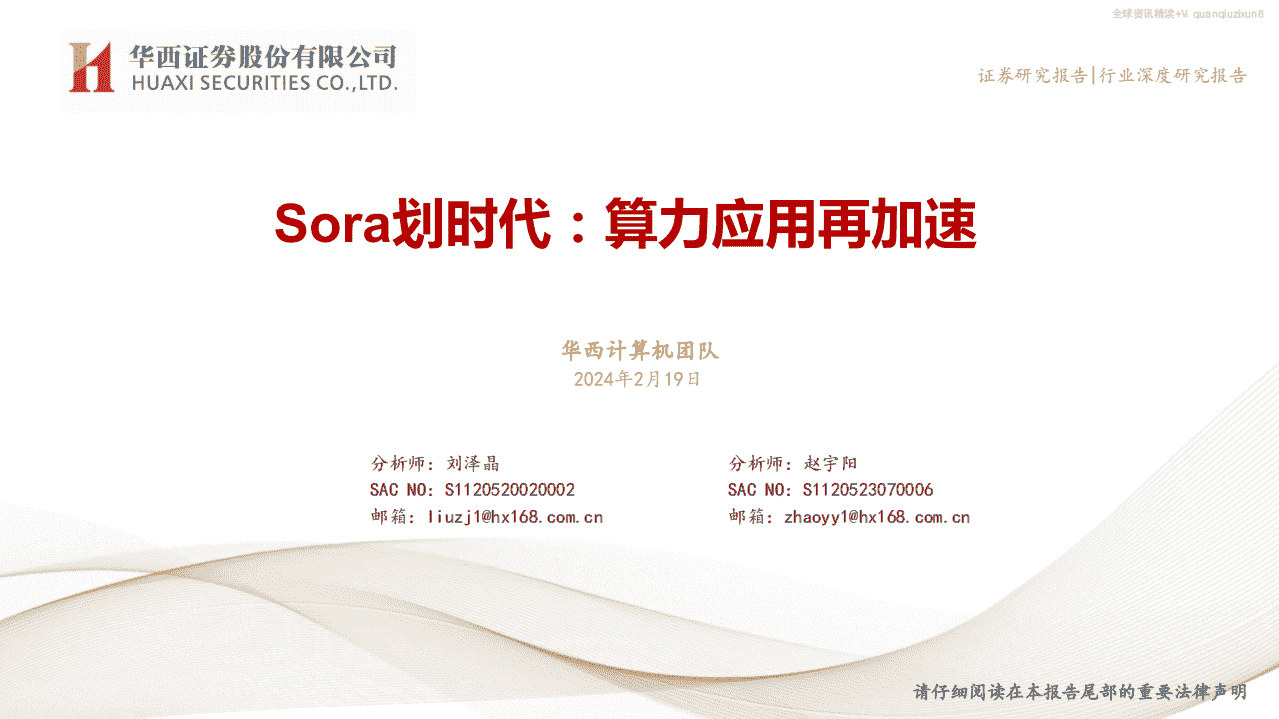 全球资讯精读+V: quanqiuzixun8
华西证券股份有限公司
HUAXI SECURITIES CO.,LTD.
证券研究报告|行业深度研究报告
Sora划时代：算力应用再加速
华西计算机团队
2024年2月19日
分析师：刘泽晶
SAC NO：S1120520020002
邮箱：liuzj1@hx168.com.cn
分析师：赵宇阳
SAC NO：S1120523070006
邮箱：zhaoyy1@hx168.com.cn
请仔细阅读在本报告尾部的重要法律声明